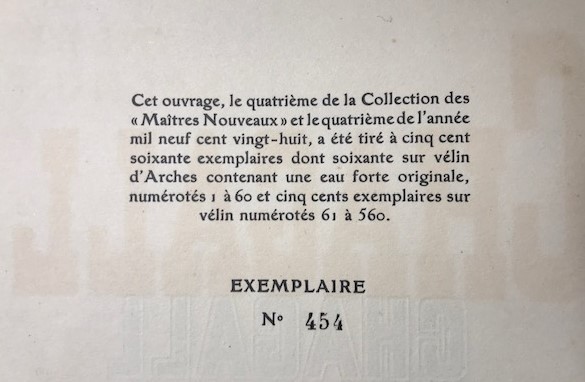 Cet ouvrage, le quatrième de la Collection des
« Maîtres Nouveaux » et le quatrième de l'année
mil neuf cent vingt-huit, a été tiré à cinq cent
soixante exemplaires dont soixante sur vélin
d'Arches contenant une eau forte originale,
numérotés 1 à 60 et cinq cents exemplaires sur
vélin numérotés 61 à 560.
EXEMPLAIRE
N° 454
CHAGALL
CHAGALL